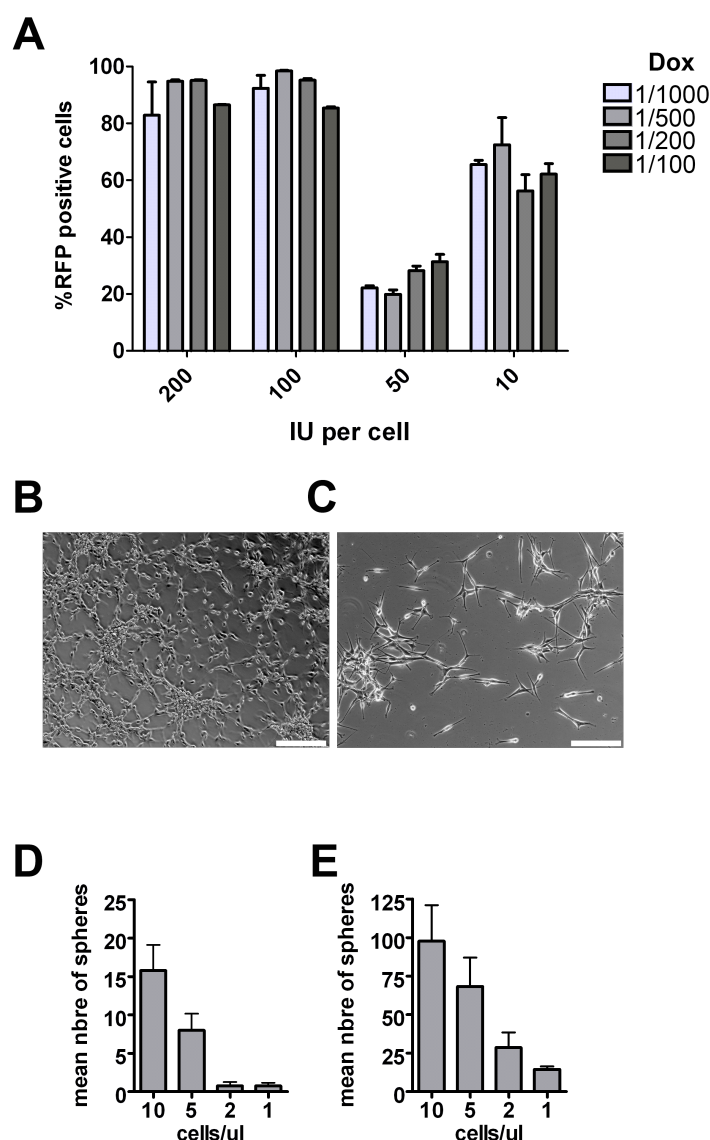 A
Dox
1/1000
1/500
1/200
1/100
%RFP positive cells
100
80
60
40
20
0
200
100
50
10
IU per cell
B
C
D
E
mean nbre of spheres
25
20
15
10
5
0
10
5
2
1
cells/ul
mean nbre of spheres
125
100
75
50
25
0
10
5
2
1
cells/ul